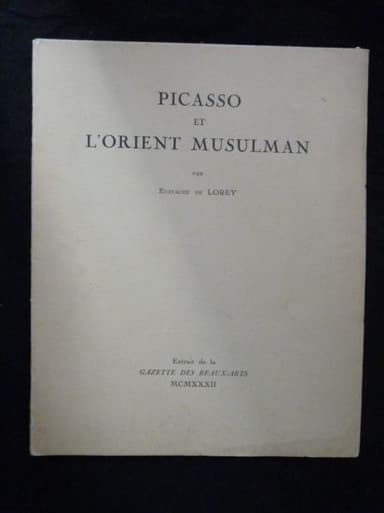 PICASSO
ET
L'ORIENT MUSULMAN
PAR
EUSTACHE DE LOREY
Extrait de la
GAZETTE DES BEAUX-ARTS
MCMXXXII